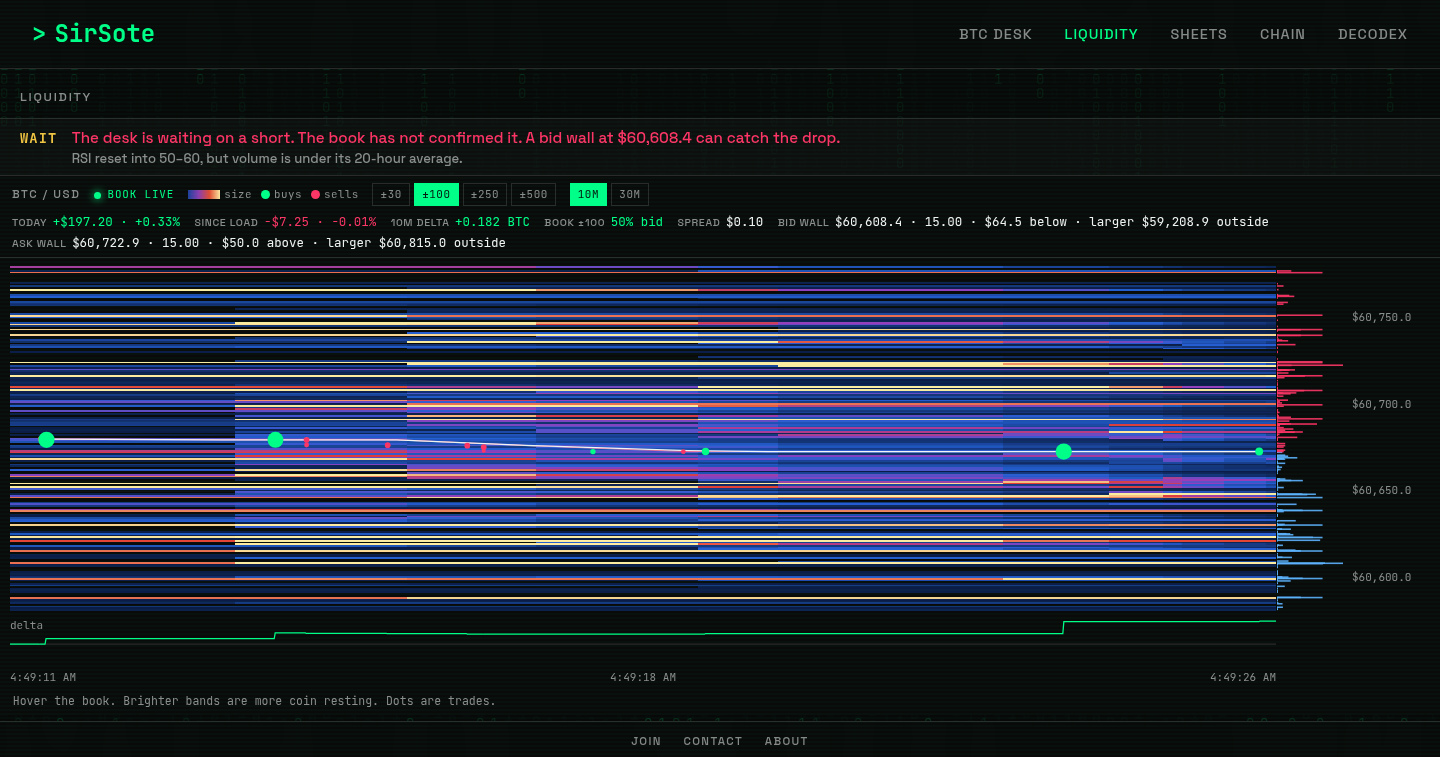 > SirSote
BTC DESK LIQUIDITY SHEETS CHAIN DECODEX
LIQUIDITY
WAIT The desk is waiting on a short. The book has not confirmed it. A bid wall at $60,608.4 can catch the drop.
RSI reset into 50–60, but volume is under its 20-hour average.
BTC / USD BOOK LIVE size buys sells ±30 ±100 ±250 ±500 10M 30M
TODAY +$197.20 · +0.33% SINCE LOAD -$7.25 · -0.01% 10M DELTA +0.182 BTC BOOK ±100 50% bid SPREAD $0.10 BID WALL $60,608.4 · 15.00 · $64.5 below · larger $59,208.9 outside
ASK WALL $60,722.9 · 15.00 · $50.0 above · larger $60,815.0 outside
$60,750.0
$60,700.0
$60,650.0
$60,600.0
delta
4:49:11 AM 4:49:18 AM 4:49:26 AM
Hover the book. Brighter bands are more coin resting. Dots are trades.
JOIN CONTACT ABOUT